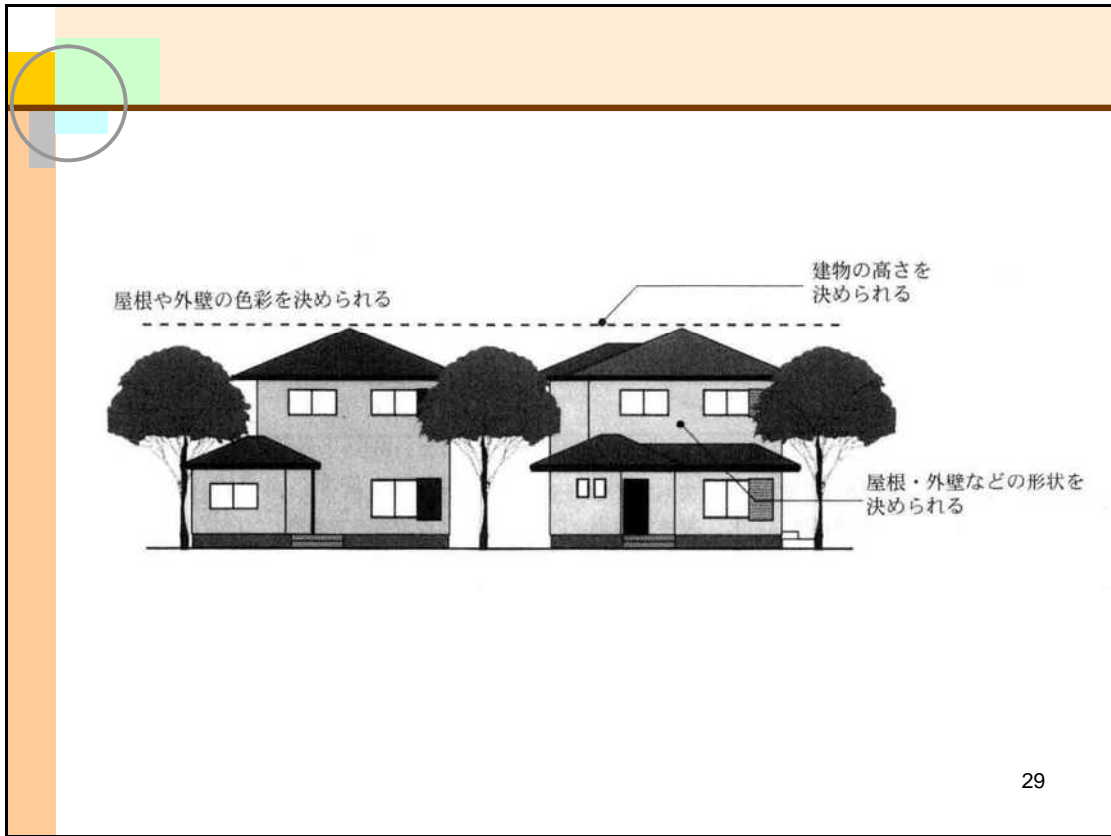 屋根や外壁の色彩を決められる
建物の高さを
決められる
屋根・外壁などの形状を
決められる
29